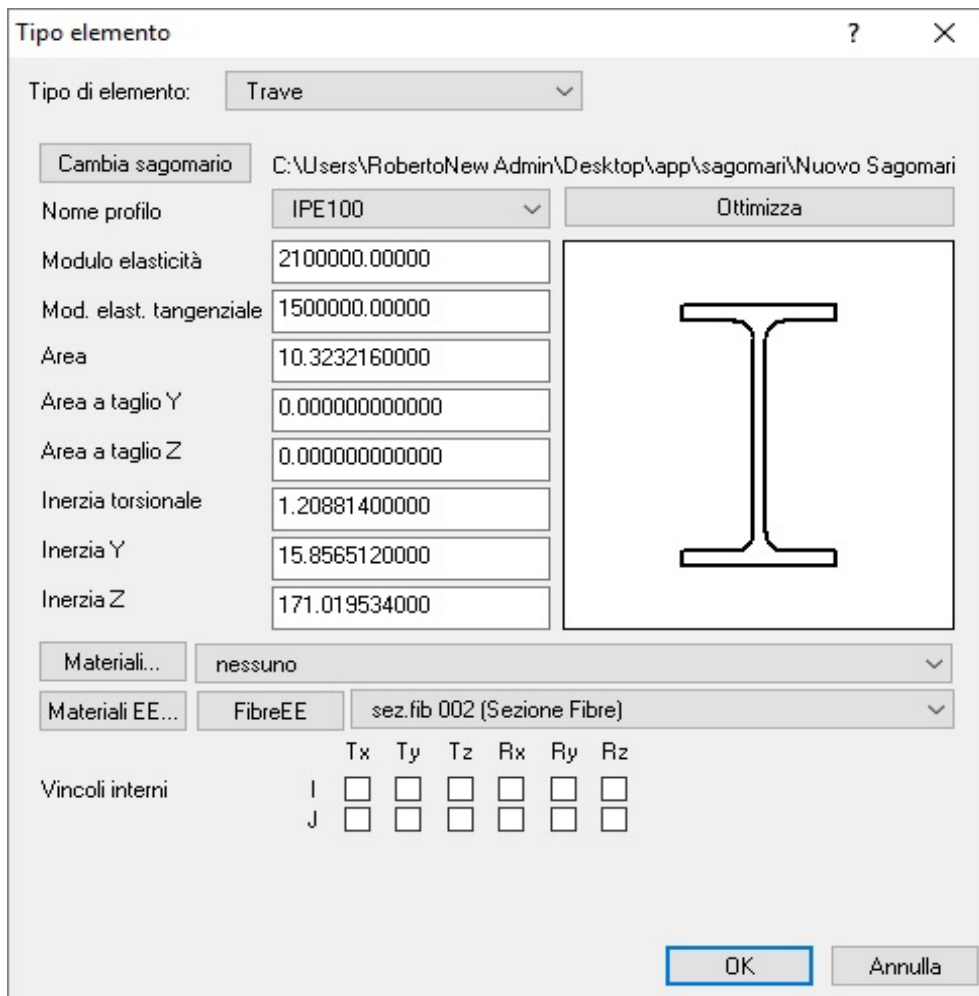 Tipo elemento
Tipo di elemento: Trave
Cambia sagomario C:\Users\RobertoNew Admin\Desktop\app\sagomari\Nuovo Sagomari
Nome profilo IPE100 Ottimizza
Modulo elasticità 2100000.00000
Mod. elast. tangenziale 1500000.00000
Area 10.3232160000
Area a taglio Y 0.000000000000
Area a taglio Z 0.000000000000
Inerzia torsionale 1.20881400000
Inerzia Y 15.8565120000
Inerzia Z 171.019534000
Materiali... nessuno
Materiali EE... FibreEE sez.fib 002 (Sezione Fibre)
Tx Ty Tz Rx Ry Rz
Vincoli interni I
J
OK Annulla